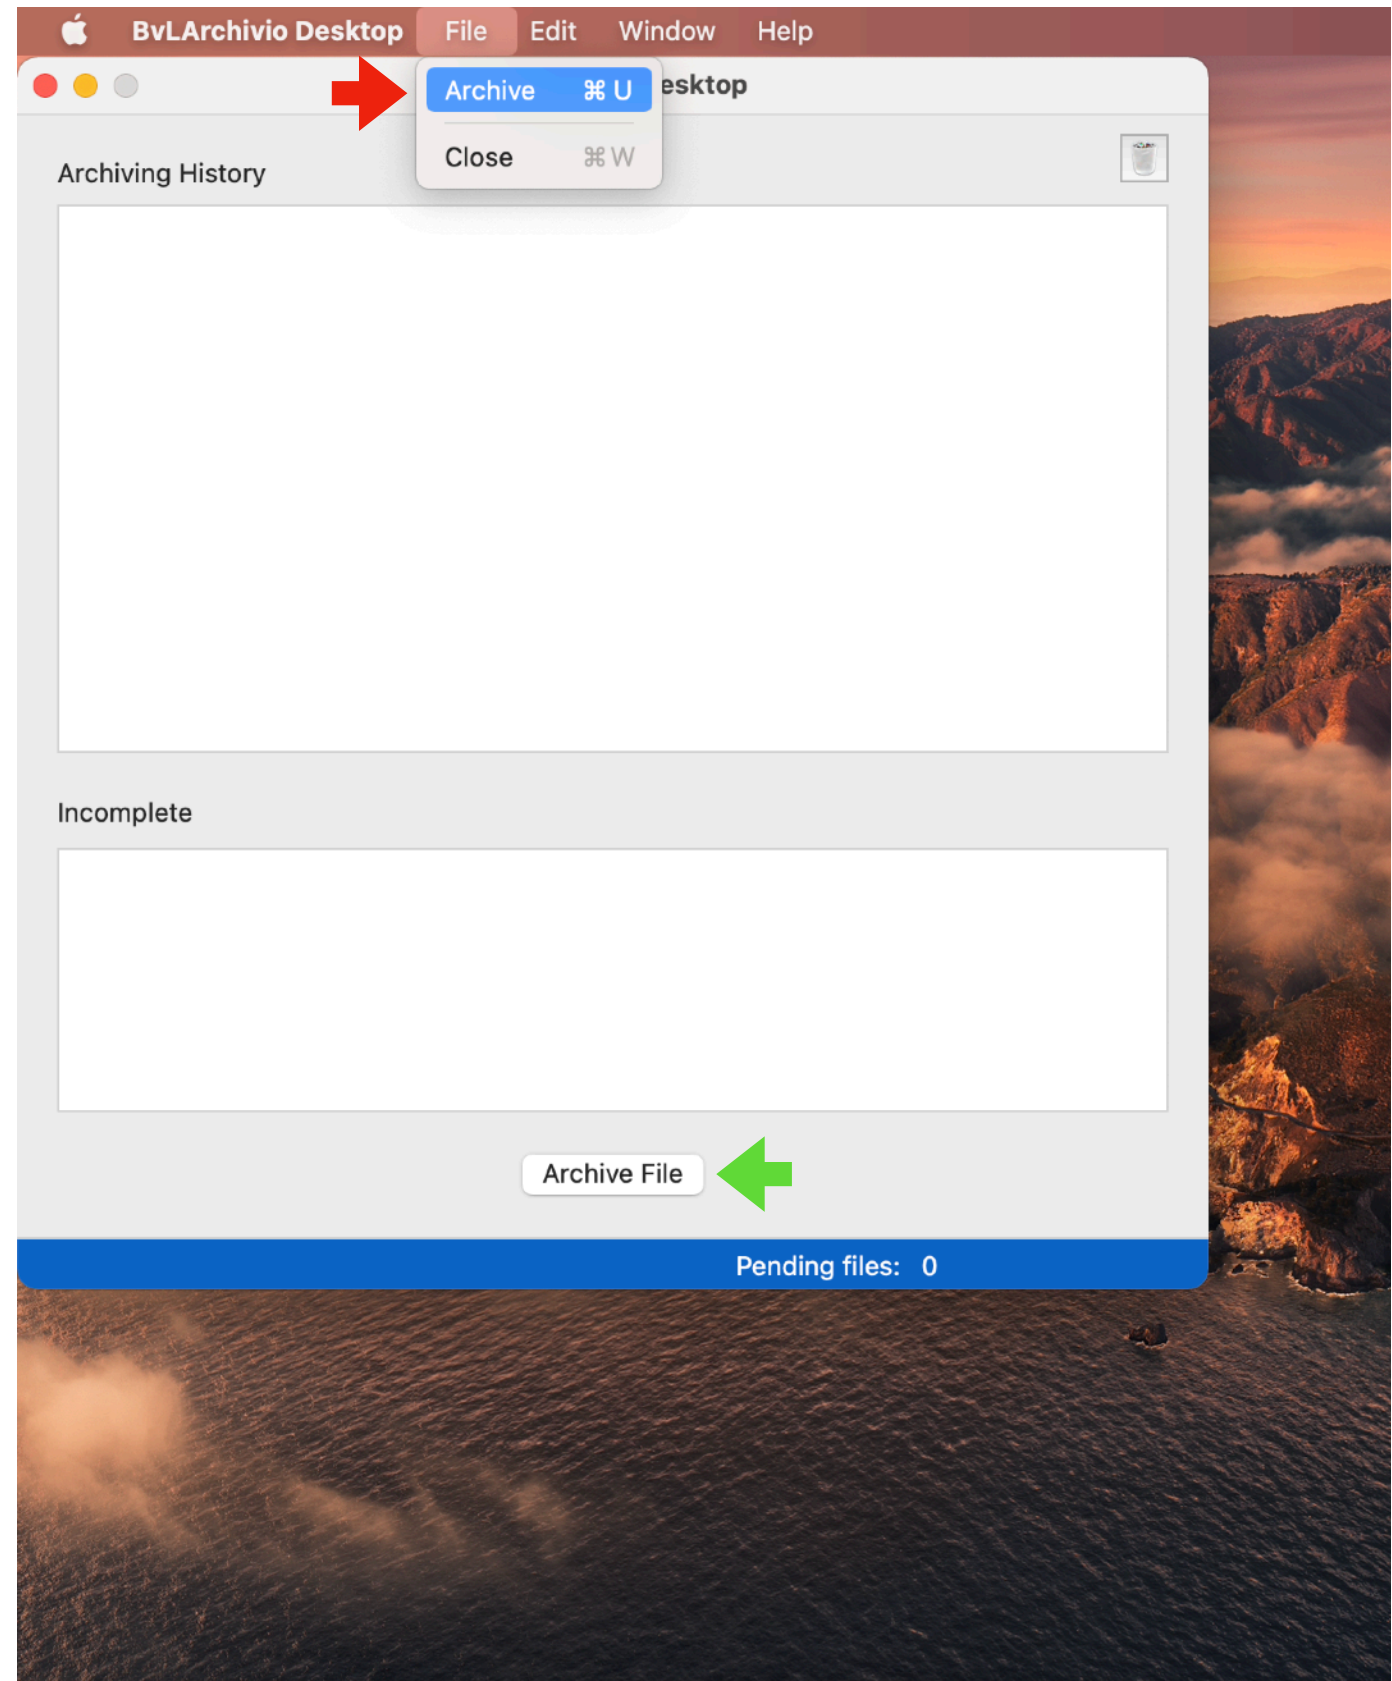 BvLArchivio Desktop File Edit Window Help
esktop
Archive ⌘ U
Close ⌘ W
Archiving History
Incomplete
Archive File
Pending files: 0